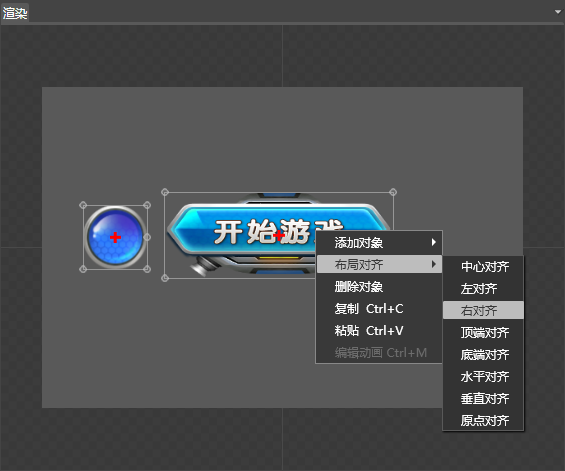 渲染
开始游戏
添加对象
布局对齐
删除对象
复制 Ctrl+C
粘贴 Ctrl+V
编辑动画 Ctrl+M
中心对齐
左对齐
右对齐
顶端对齐
底端对齐
水平对齐
垂直对齐
原点对齐